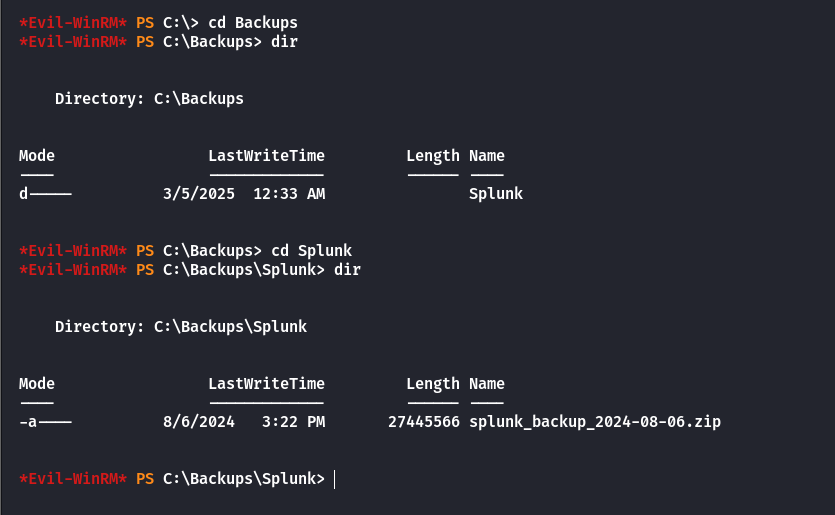 *Evil-WinRM* PS C:\> cd Backups
*Evil-WinRM* PS C:\Backups> dir
Directory: C:\Backups
Mode                 LastWriteTime         Length Name
----                 -------------         ------ ----
d-----          3/5/2025  12:33 AM                Splunk
*Evil-WinRM* PS C:\Backups> cd Splunk
*Evil-WinRM* PS C:\Backups\Splunk> dir
Directory: C:\Backups\Splunk
Mode                 LastWriteTime         Length Name
----                 -------------         ------ ----
-a----          8/6/2024   3:22 PM       27445566 splunk_backup_2024-08-06.zip
*Evil-WinRM* PS C:\Backups\Splunk>